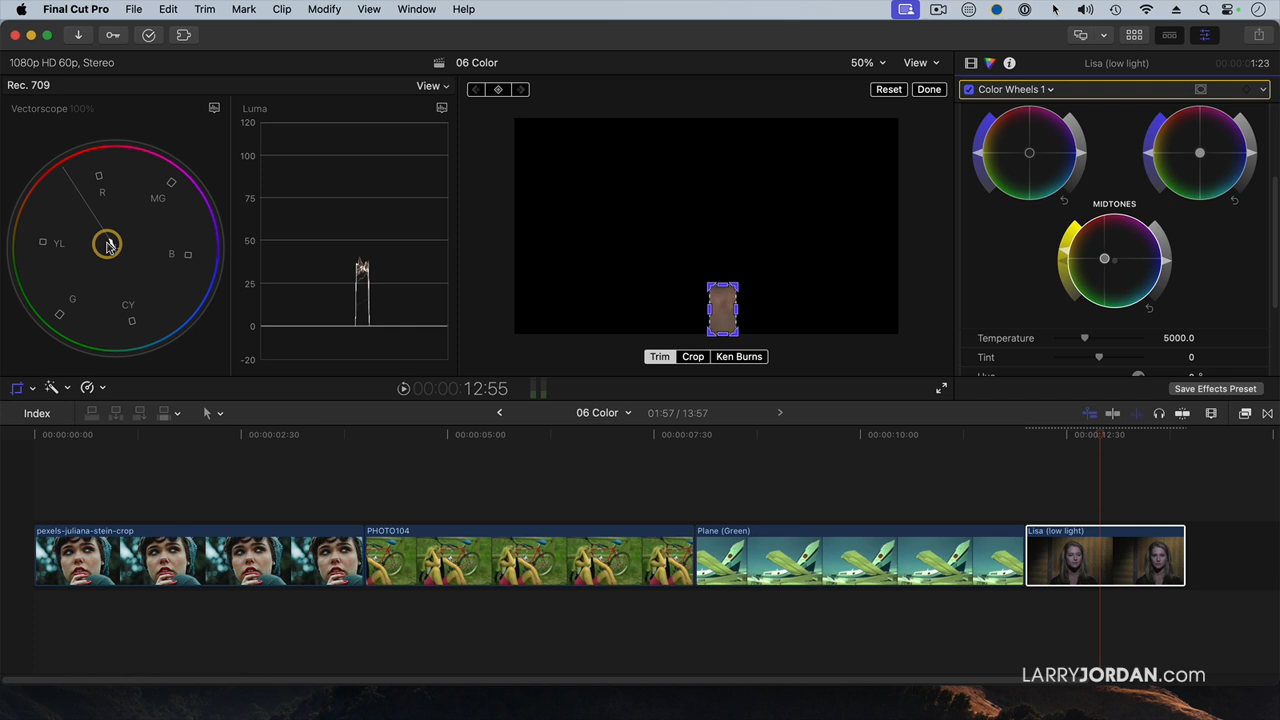 Final Cut Pro File Edit Trim Mark Clip Modify View Window Help
1080p HD 60p, Stereo 06 Color 50% View Lisa (low light) 00:00:01:23
Rec. 709 View Reset Done Color Wheels 1
Vectorscope 100% Luma
120
100
75
50
25
0
-20
R
MG
YL
B
G
CY
MIDTONES
Trim Crop Ken Burns
Temperature 5000.0
Tint 0
00:00:12:55 Save Effects Preset
Index 06 Color 01:57 / 13:57
00:00:00:00 00:00:02:30 00:00:05:00 00:00:07:30 00:00:10:00 00:00:12:30
pexels-juliana-stein-crop PHOTO104 Plane (Green) Lisa (low light)
LARRYJORDAN.com